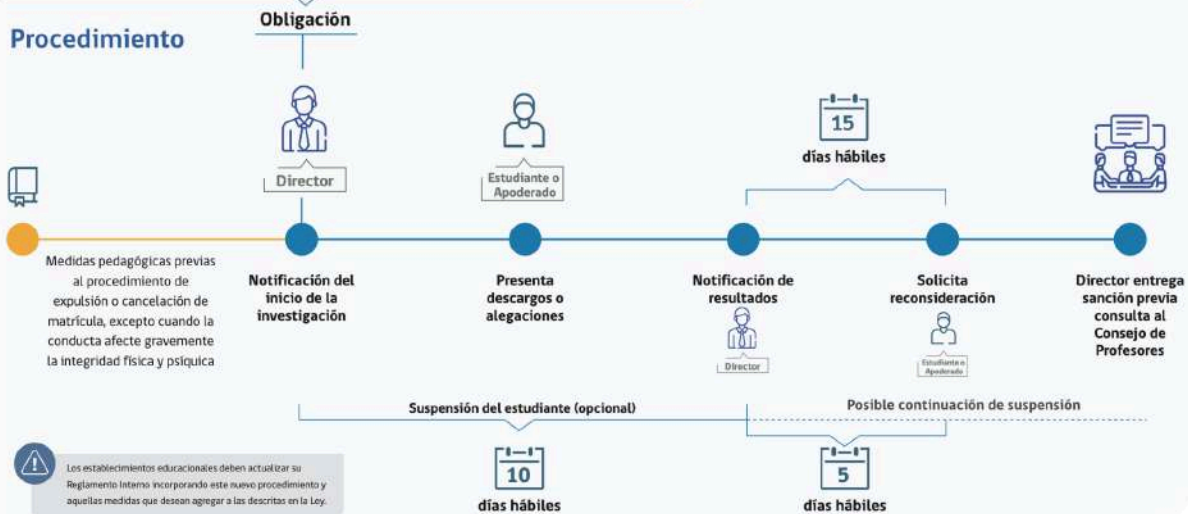 Procedimiento
Obligación
Director
Estudiante o
Apoderado
15
días hábiles
Medidas pedagógicas previas
al procedimiento de
expulsión o cancelación de
matrícula, excepto cuando la
conducta afecte gravemente
la integridad física y psíquica
Notificación del
inicio de la
investigación
Presenta
descargos o
alegaciones
Notificación de
resultados
Director
Solicita
reconsideración
Estudiante o
Apoderado
Director entrega
sanción previa
consulta al
Consejo de
Profesores
Suspensión del estudiante (opcional)
Posible continuación de suspensión
10
días hábiles
5
días hábiles
Los establecimientos educacionales deben actualizar su
Reglamento Interno incorporando este nuevo procedimiento y
aquellas medidas que desean agregar a las descritas en la Ley.